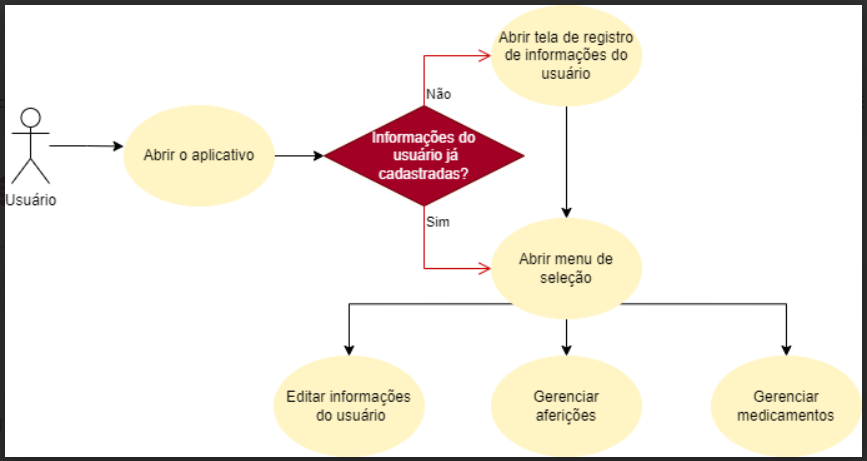 Usuário
Abrir o aplicativo
Informações do
usuário já
cadastradas?
Não
Sim
Abrir tela de registro
de informações do
usuário
Abrir menu de
seleção
Editar informações
do usuário
Gerenciar
aferições
Gerenciar
medicamentos